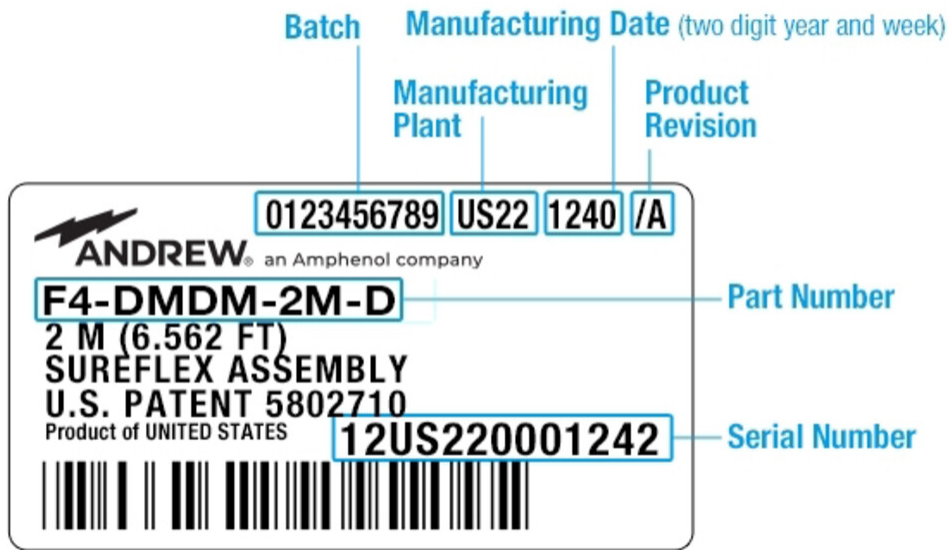 Batch
Manufacturing Date (two digit year and week)
Manufacturing
Plant
Product
Revision
0123456789 US22 1240 /A
ANDREW® an Amphenol company
F4-DMDM-2M-D
Part Number
2 M (6.562 FT)
SUREFLEX ASSEMBLY
U.S. PATENT 5802710
Product of UNITED STATES
12US220001242
Serial Number